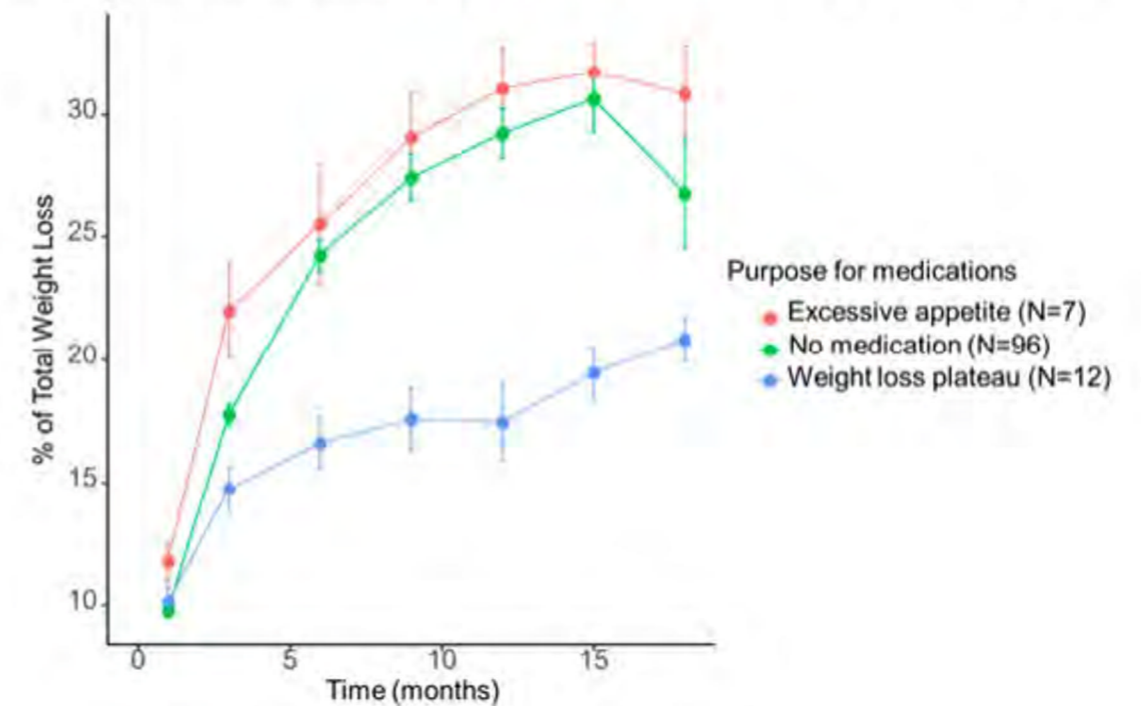 % of Total Weight Loss
30
25
20
15
10
0 5 10 15
Time (months)
Purpose for medications
Excessive appetite (N=7)
No medication (N=96)
Weight loss plateau (N=12)